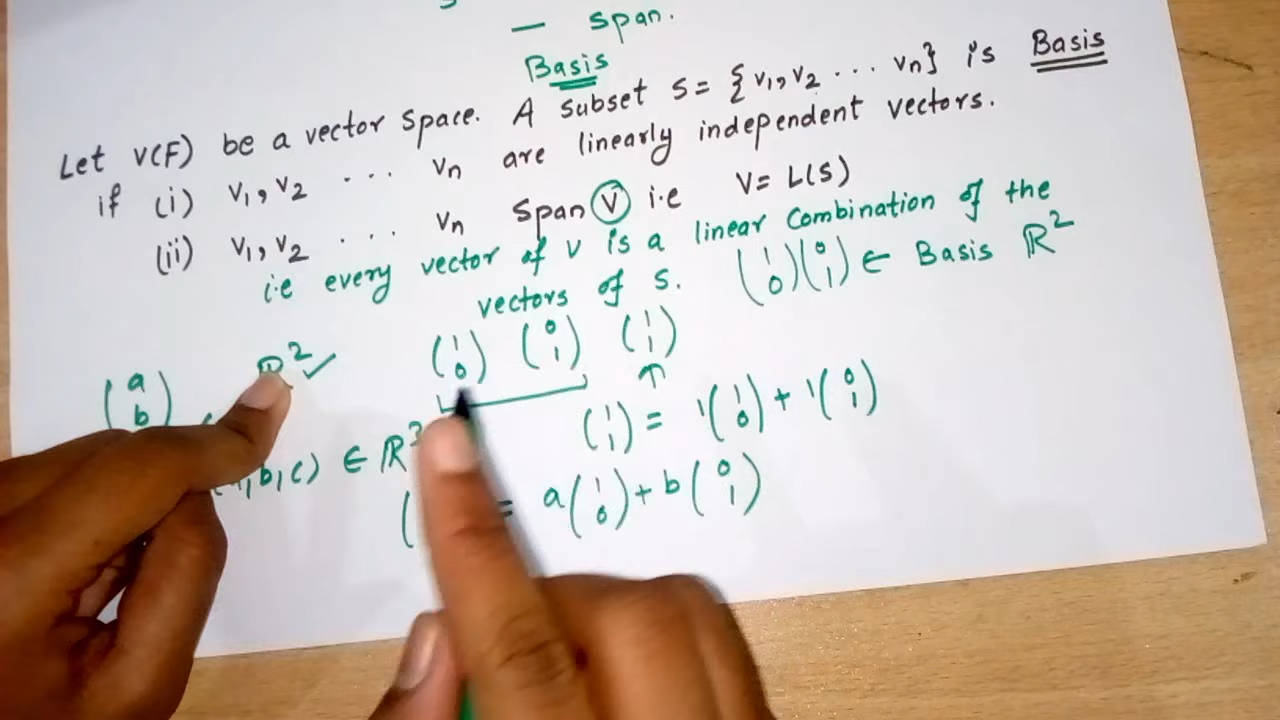 — Span.
Basis
Let V(F) be a vector space. A subset S = {v₁, v₂ ... vₙ} is Basis
if (i) v₁, v₂ ... vₙ are linearly independent vectors.
(ii) v₁, v₂ ... vₙ span V i.e V = L(S)
i.e every vector of V is a linear combination of the
vectors of S. (1 0) (0 1) ∈ Basis ℝ²
(a b) ℝ² ✓ (1 0) (0 1) (1 1)
↑
(1 1) = 1(1 0) + 1(0 1)
,b,c) ∈ ℝ³
( = a(1 0) + b(0 1)